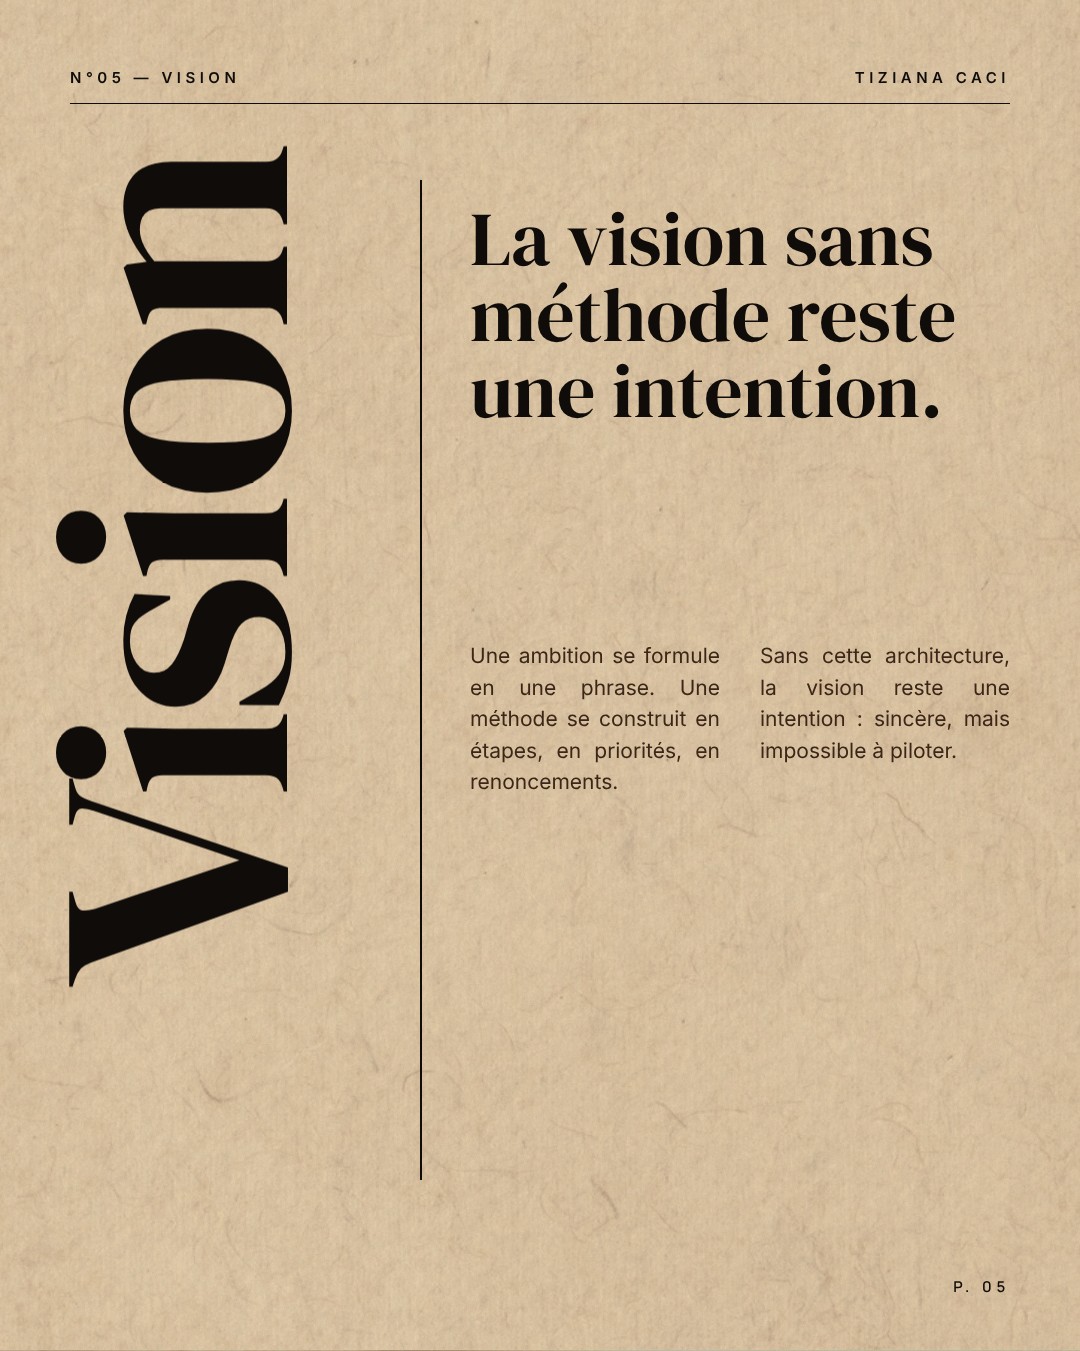 N°05 — VISION
TIZIANA CACI
Vision
La vision sans
méthode reste
une intention.
Une ambition se formule
en une phrase. Une
méthode se construit en
étapes, en priorités, en
renoncements.
Sans cette architecture,
la vision reste une
intention : sincère, mais
impossible à piloter.
P. 05